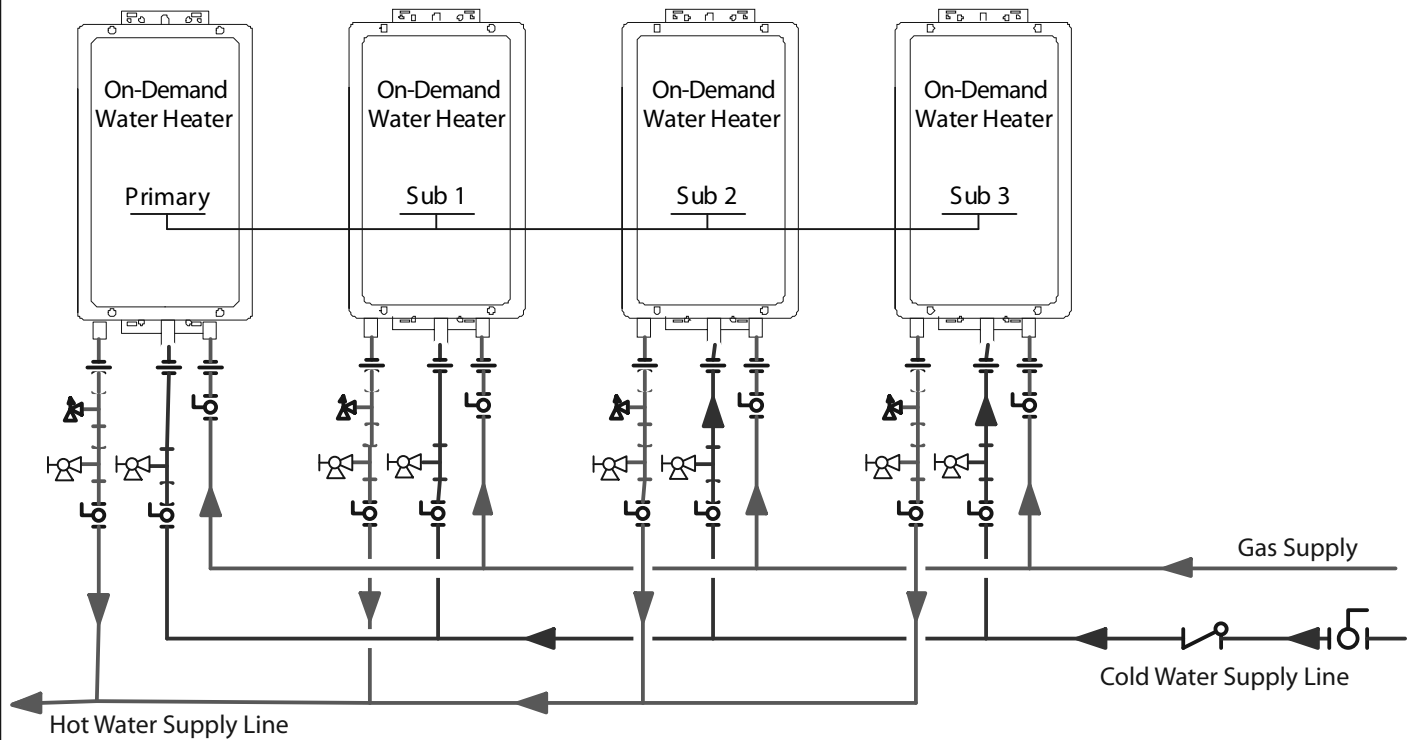 On-Demand
Water Heater
Primary
On-Demand
Water Heater
Sub 1
On-Demand
Water Heater
Sub 2
On-Demand
Water Heater
Sub 3
Gas Supply
Cold Water Supply Line
Hot Water Supply Line